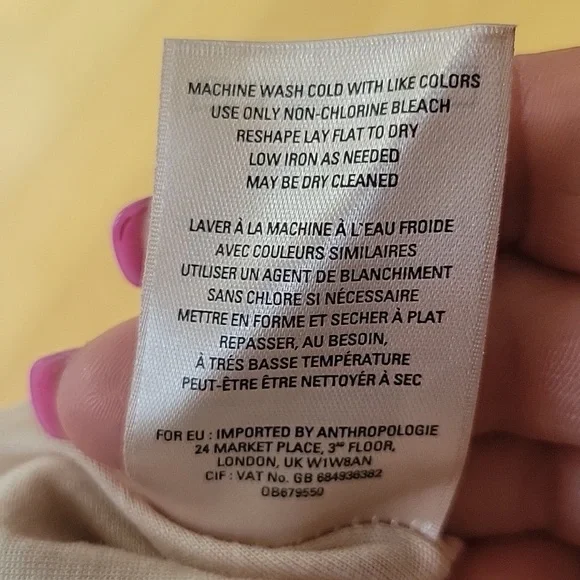 MACHINE WASH COLD WITH LIKE COLORS
USE ONLY NON-CHLORINE BLEACH
RESHAPE LAY FLAT TO DRY
LOW IRON AS NEEDED
MAY BE DRY CLEANED
LAVER À LA MACHINE À L'EAU FROIDE
AVEC COULEURS SIMILAIRES
UTILISER UN AGENT DE BLANCHIMENT
SANS CHLORE SI NÉCESSAIRE
METTRE EN FORME ET SECHER À PLAT
REPASSER, AU BESOIN,
À TRÉS BASSE TEMPÉRATURE
PEUT-ÊTRE ÊTRE NETTOYÉR À SEC
FOR EU : IMPORTED BY ANTHROPOLOGIE
24 MARKET PLACE, 3RD FLOOR,
LONDON, UK W1W8AN
CIF : VAT No. GB 684936382
OB679550